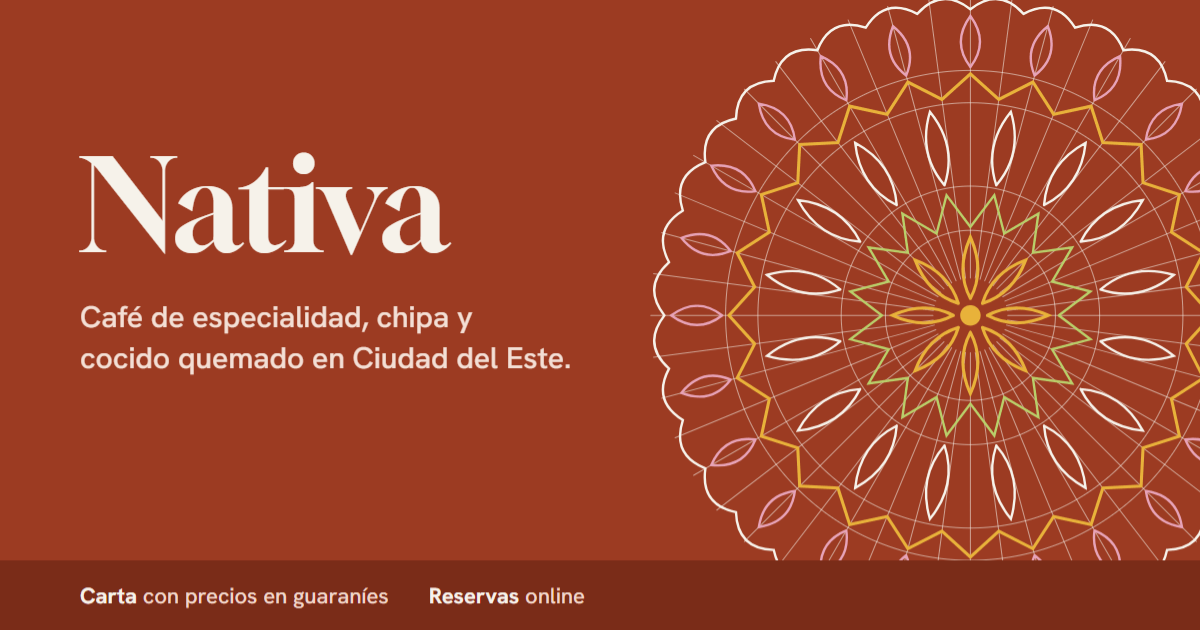 Nativa
Café de especialidad, chipa y
cocido quemado en Ciudad del Este.
Carta con precios en guaraníes Reservas online